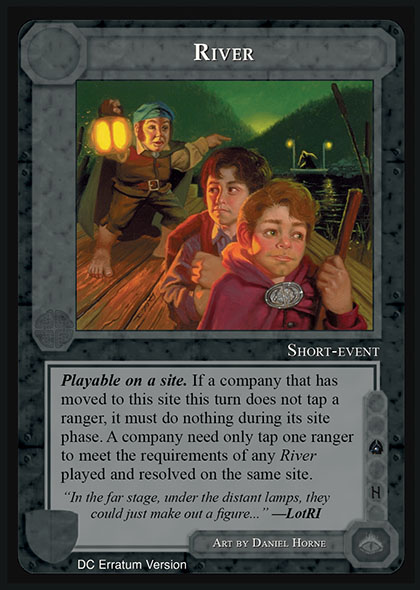 River
Short-event
Playable on a site. If a company that has
moved to this site this turn does not tap a
ranger, it must do nothing during its site
phase. A company need only tap one ranger
to meet the requirements of any River
played and resolved on the same site.
“In the far stage, under the distant lamps, they
could just make out a figure...” —LotRI
Art by Daniel Horne
DC Erratum Version